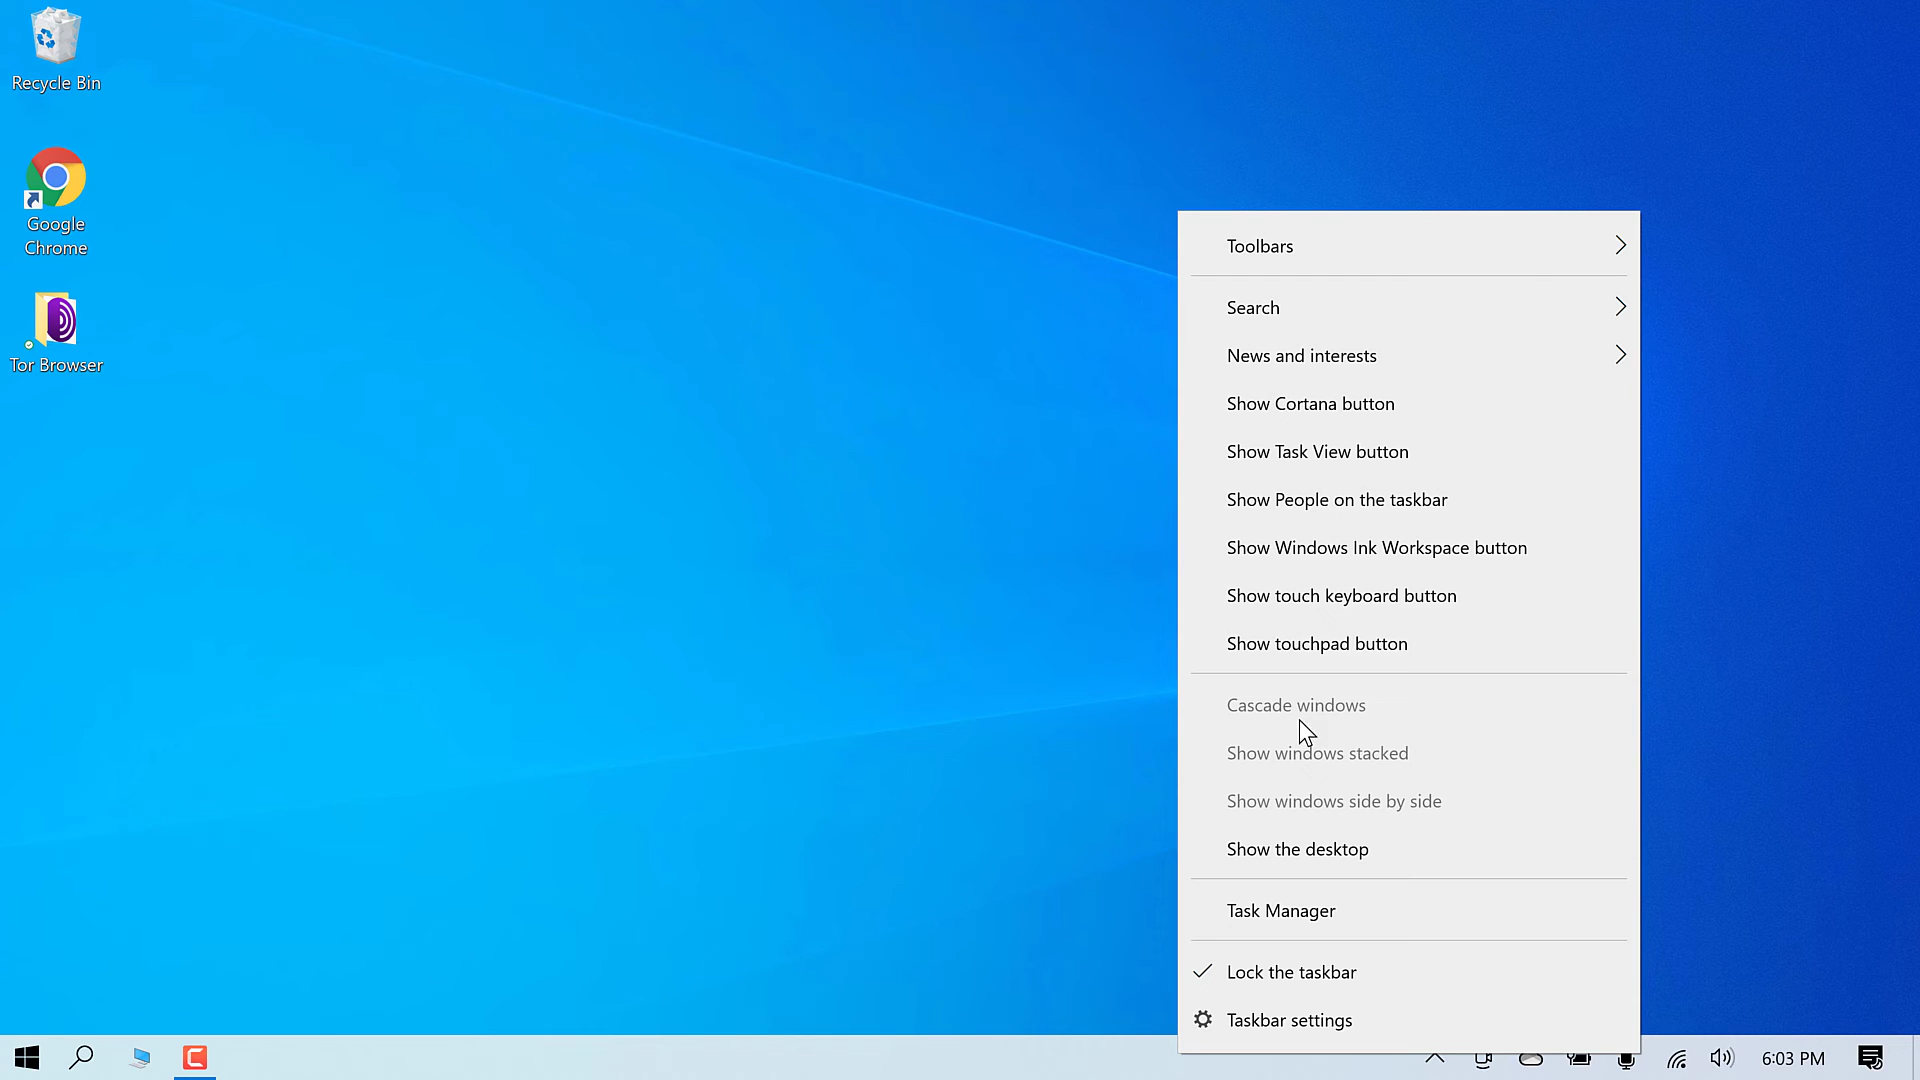 Recycle Bin
Google
Chrome
Tor Browser
Toolbars
Search
News and interests
Show Cortana button
Show Task View button
Show People on the taskbar
Show Windows Ink Workspace button
Show touch keyboard button
Show touchpad button
Cascade windows
Show windows stacked
Show windows side by side
Show the desktop
Task Manager
Lock the taskbar
Taskbar settings
6:03 PM